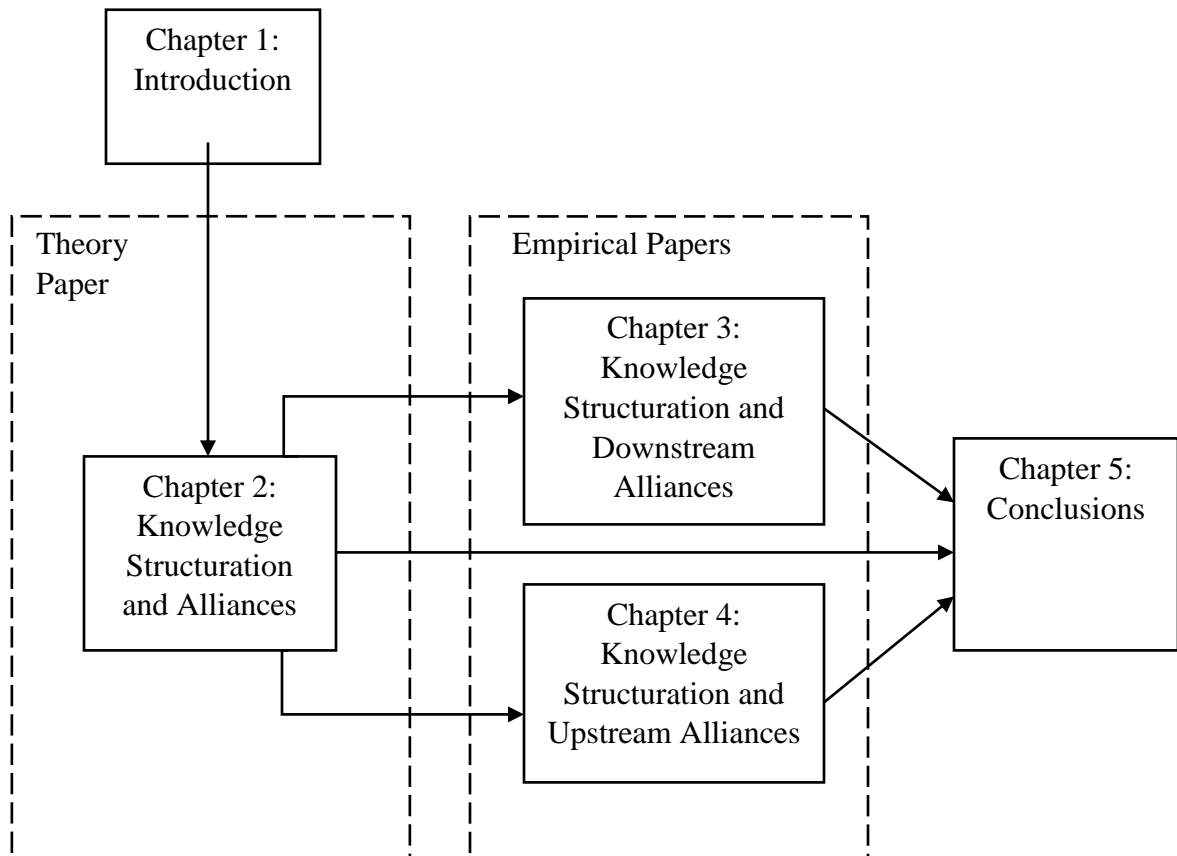 Chapter 1:
Introduction
Theory
Paper
Empirical Papers
Chapter 2:
Knowledge
Structuration
and Alliances
Chapter 3:
Knowledge
Structuration and
Downstream
Alliances
Chapter 4:
Knowledge
Structuration and
Upstream Alliances
Chapter 5:
Conclusions